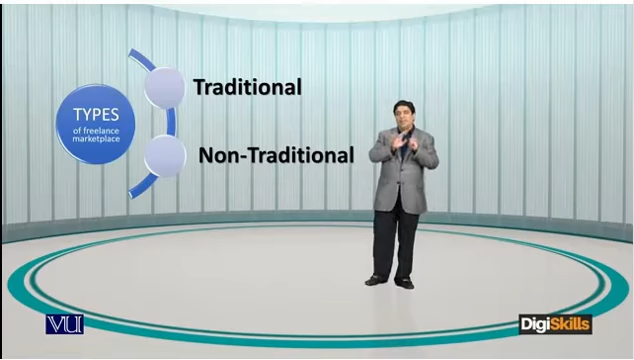 TYPES
of freelance
marketplace
Traditional
Non-Traditional
VU
DigiSkills